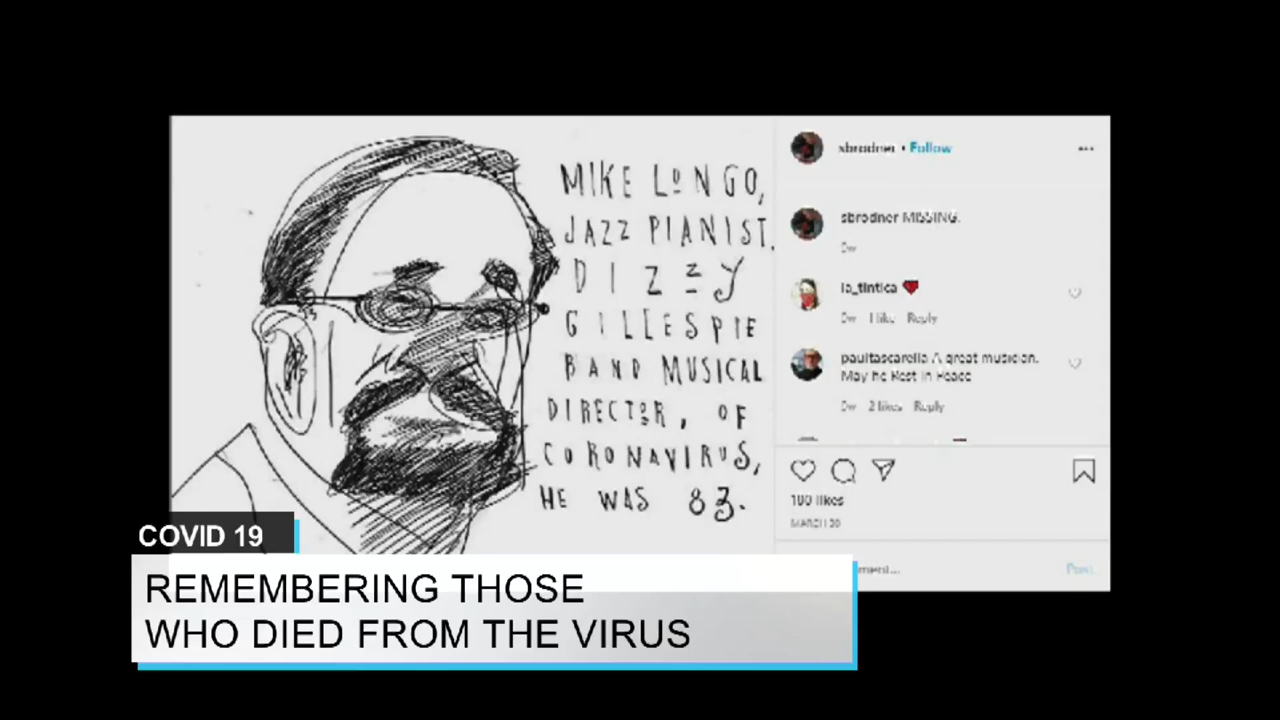 MIKE LONGO,
JAZZ PIANIST,
DIZZY
GILLESPIE
BAND MUSICAL
DIRECTOR, OF
CORONAVIRUS,
HE WAS 83.
sbrodner • Follow
sbrodner MISSING.
la_tintica
1 like Reply
paultascarella A great musician.
May he Rest in Peace
2 likes Reply
likes
MARCH
Post
COVID 19
REMEMBERING THOSE
WHO DIED FROM THE VIRUS